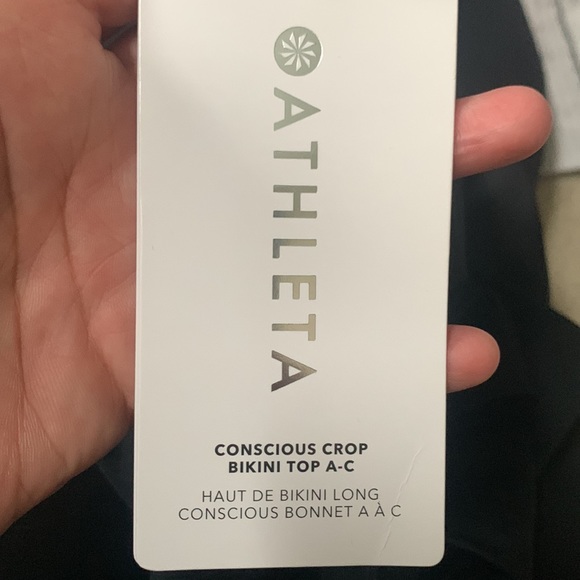 ATHLETA
CONSCIOUS CROP
BIKINI TOP A-C
HAUT DE BIKINI LONG
CONSCIOUS BONNET A À C